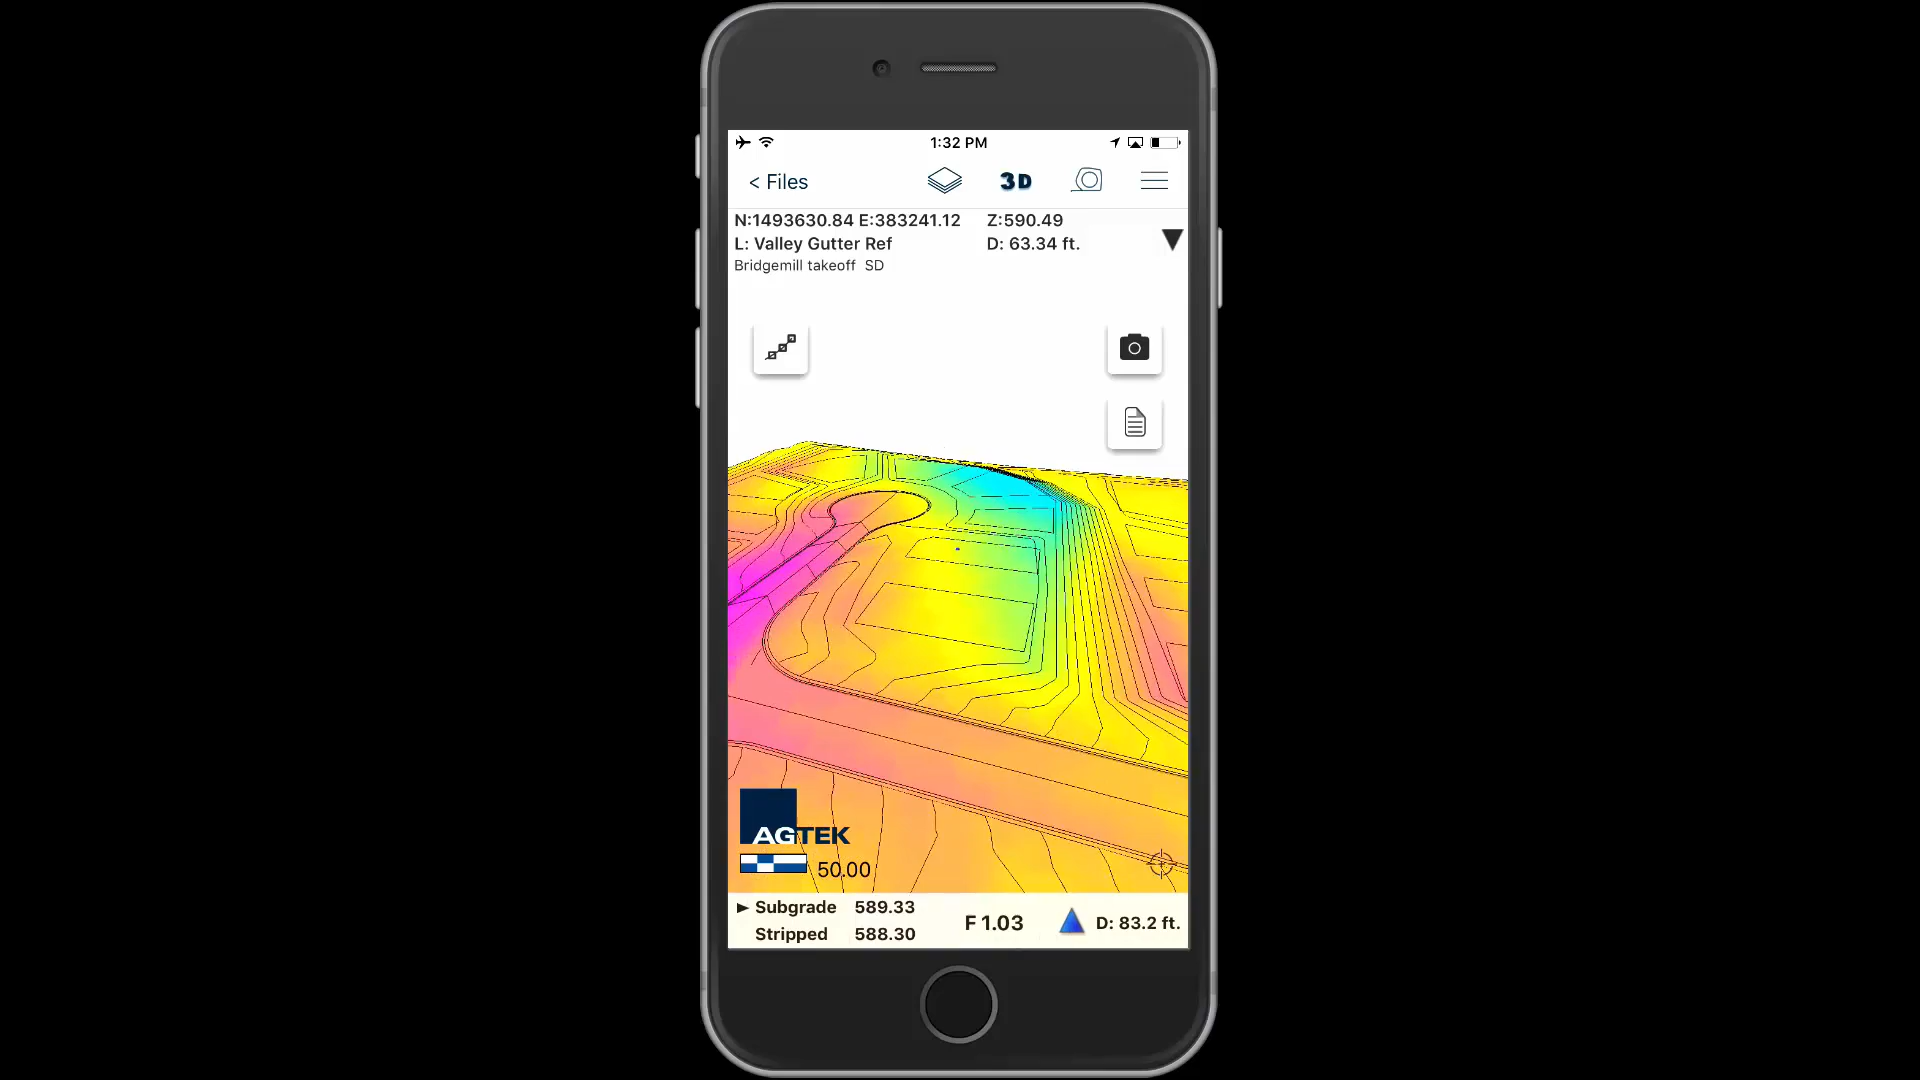 1:32 PM
< Files
3D
N:1493630.84 E:383241.12 Z:590.49
L: Valley Gutter Ref D: 63.34 ft.
Bridgemill takeoff SD
AGTEK
50.00
Subgrade 589.33
Stripped 588.30
F 1.03
D: 83.2 ft.